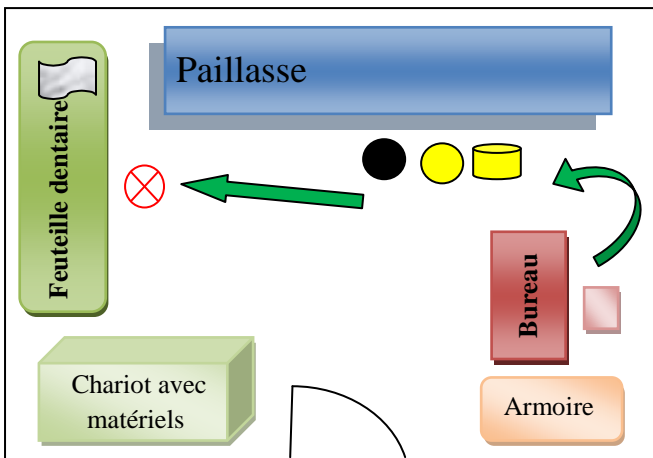 Paillasse
Feuteille dentaire
Bureau
Chariot avec
matériels
Armoire